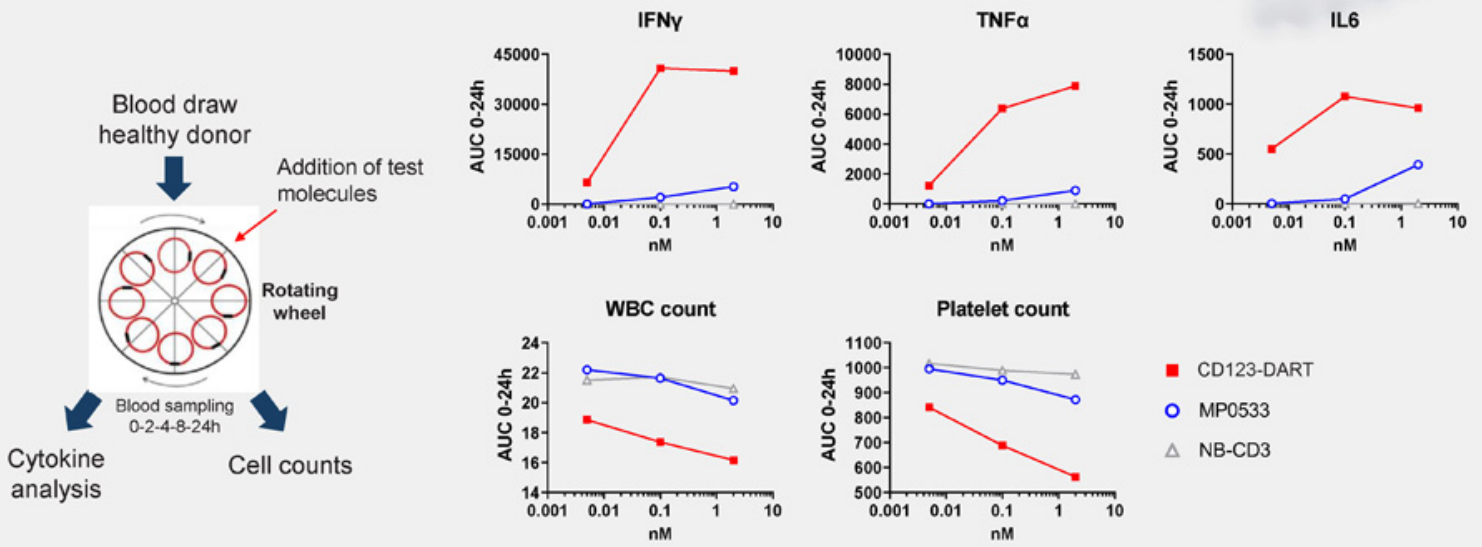 Blood draw
healthy donor
Addition of test
molecules
Rotating
wheel
Blood sampling
0-2-4-8-24h
Cytokine
analysis
Cell counts
IFNγ
AUC 0-24h
45000
30000
15000
0
0.001 0.01 0.1 1 10
nM
TNFα
AUC 0-24h
10000
8000
6000
4000
2000
0
0.001 0.01 0.1 1 10
nM
IL6
AUC 0-24h
1500
1000
500
0
0.001 0.01 0.1 1 10
nM
WBC count
AUC 0-24h
24
22
20
18
16
14
0.001 0.01 0.1 1 10
nM
Platelet count
AUC 0-24h
1100
1000
900
800
700
600
500
0.001 0.01 0.1 1 10
nM
CD123-DART
MP0533
NB-CD3